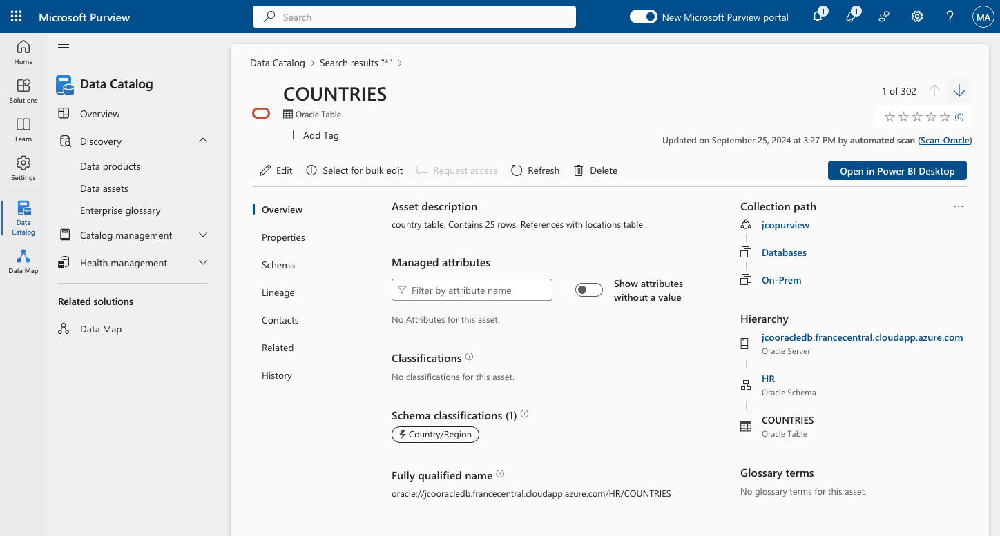 Microsoft Purview
Search
New Microsoft Purview portal
1
1
?
MA
Home
Solutions
Learn
Settings
Data
Catalog
Data Map
Data Catalog
Overview
Discovery
Data products
Data assets
Enterprise glossary
Catalog management
Health management
Related solutions
Data Map
Data Catalog > Search results "*" >
COUNTRIES
Oracle Table
Add Tag
1 of 302
(0)
Updated on September 25, 2024 at 3:27 PM by automated scan (Scan-Oracle)
Edit Select for bulk edit Request access Refresh Delete
Open in Power BI Desktop
Overview
Properties
Schema
Lineage
Contacts
Related
History
Asset description
country table. Contains 25 rows. References with locations table.
Managed attributes
Filter by attribute name
Show attributes
without a value
No Attributes for this asset.
Classifications
No classifications for this asset.
Schema classifications (1)
Country/Region
Fully qualified name
oracle://jcooracledb.francecentral.cloudapp.azure.com/HR/COUNTRIES
Collection path
...
jcopurview
Databases
On-Prem
Hierarchy
jcooracledb.francecentral.cloudapp.azure.com
Oracle Server
HR
Oracle Schema
COUNTRIES
Oracle Table
Glossary terms
No glossary terms for this asset.